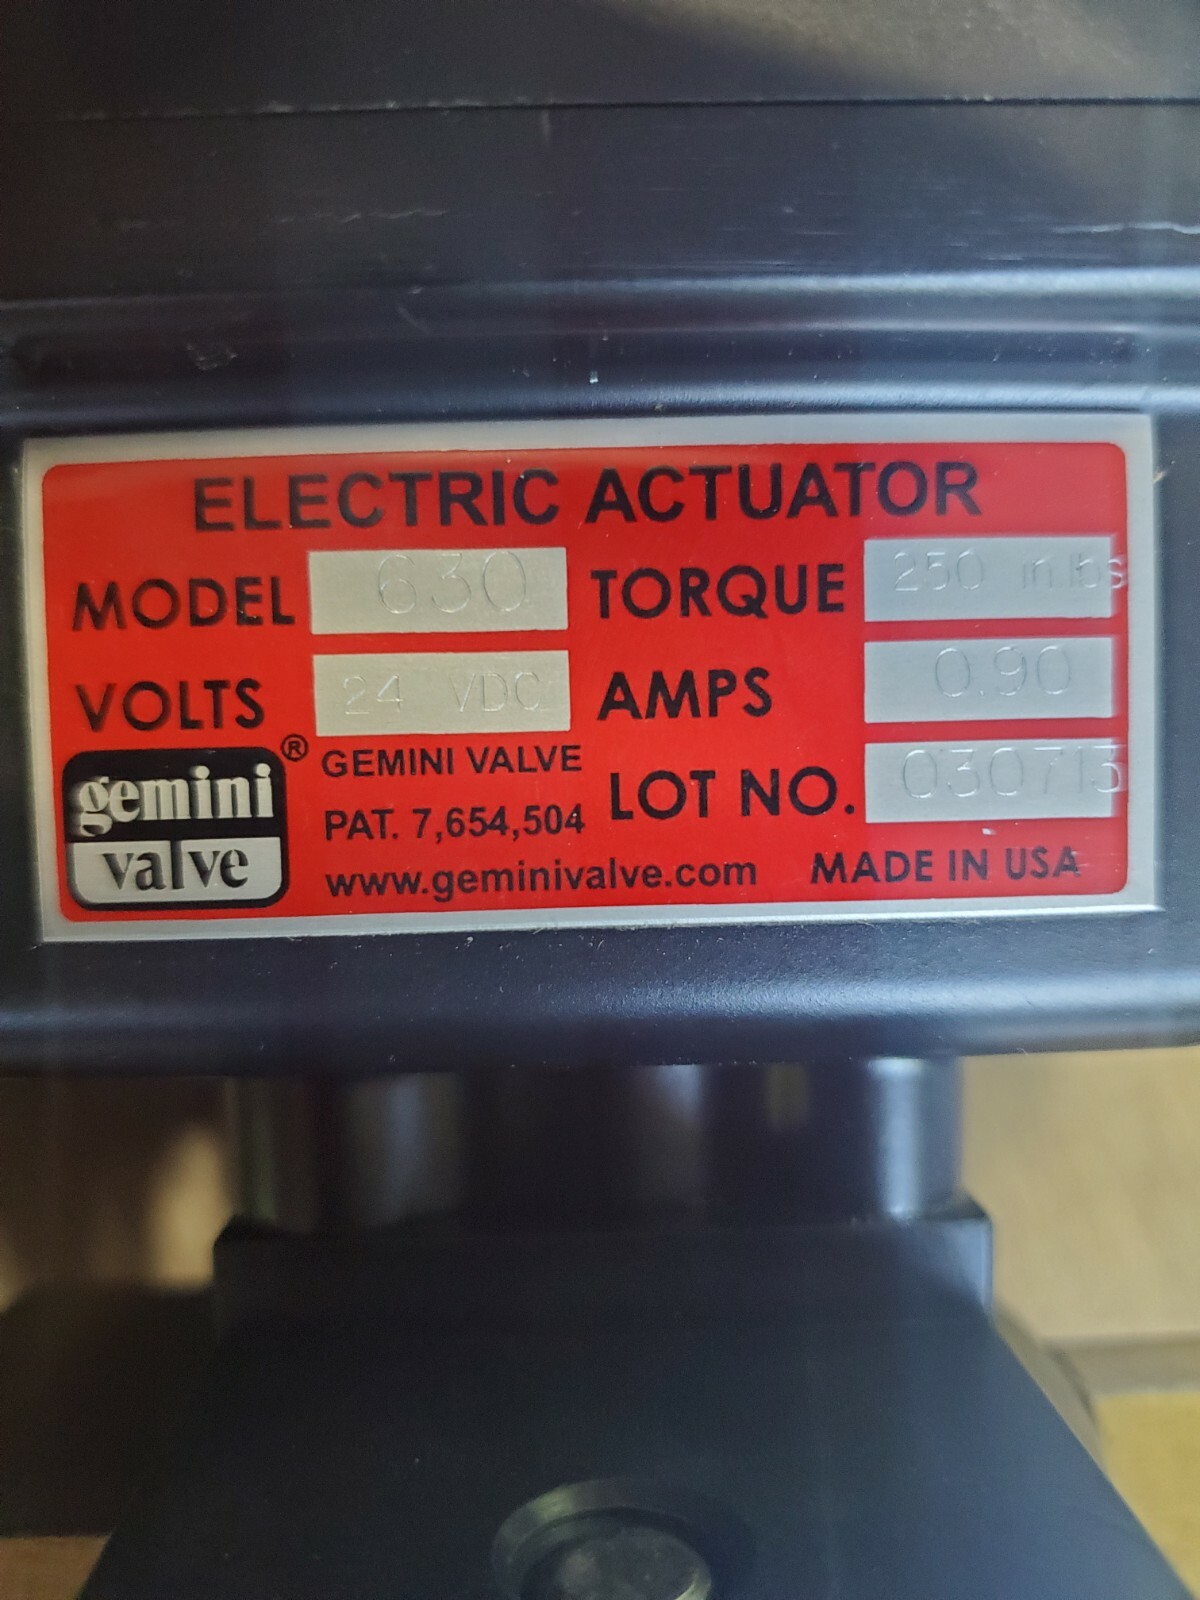 ELECTRIC ACTUATOR
MODEL 630 TORQUE 250 in lbs
VOLTS 24 VDC AMPS 0.90
gemini valve ® GEMINI VALVE LOT NO. 030713
PAT. 7,654,504
www.geminivalve.com MADE IN USA